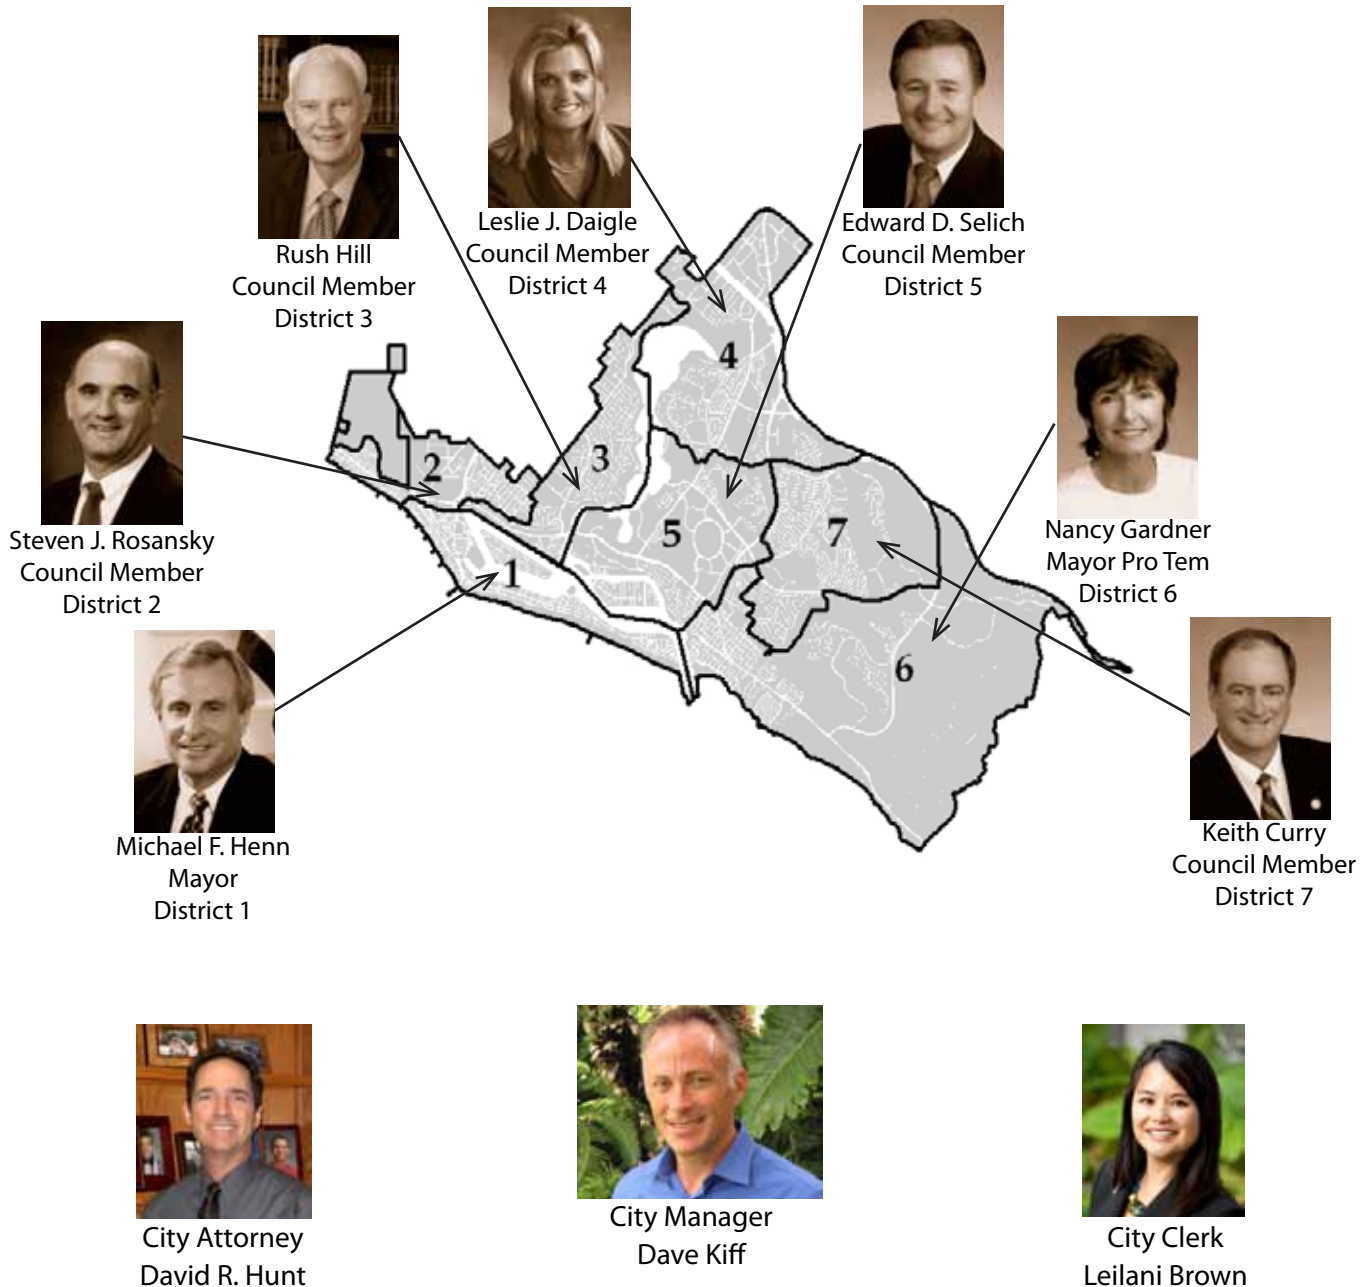 Rush Hill
Council Member
District 3
Leslie J. Daigle
Council Member
District 4
Edward D. Selich
Council Member
District 5
Steven J. Rosansky
Council Member
District 2
Nancy Gardner
Mayor Pro Tem
District 6
Michael F. Henn
Mayor
District 1
Keith Curry
Council Member
District 7
4
3
2
5
7
1
6
City Attorney
David R. Hunt
City Manager
Dave Kiff
City Clerk
Leilani Brown